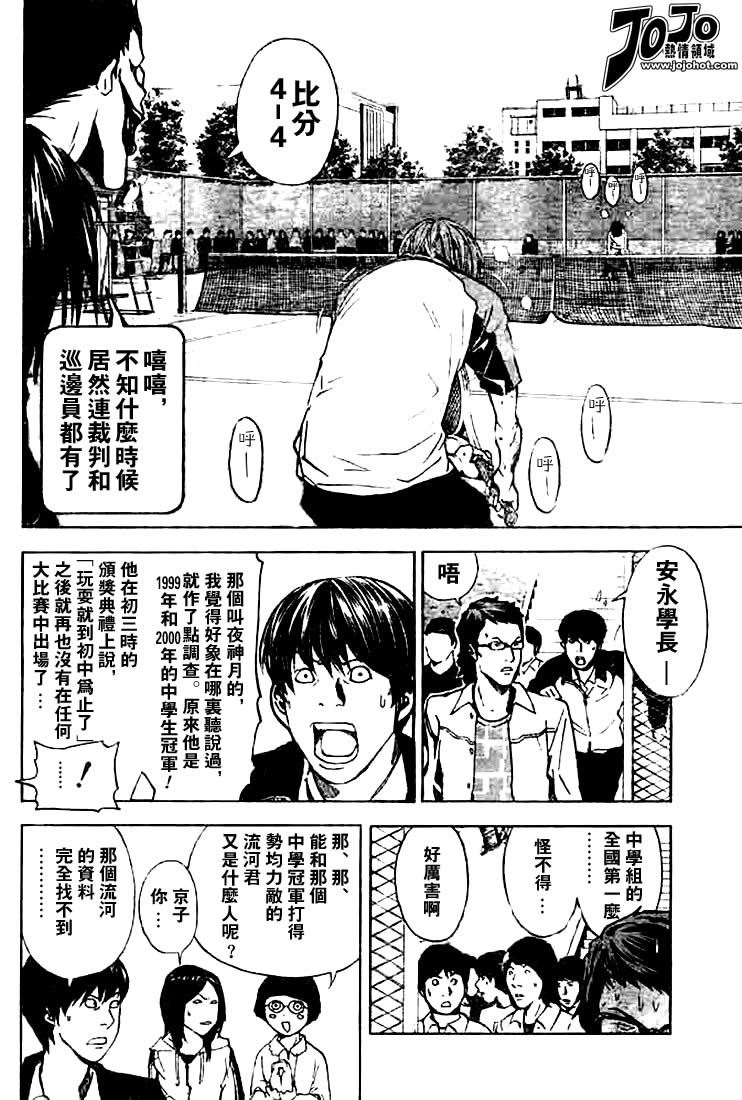 JOJO
熱情領域
www.jojohot.com
比分
4-4
呼—
呼—
呼—
嘻嘻，
不知什麼時候
居然連裁判和
巡邊員都有了
呼—
呼—
呼—
呼—
安永學長—
唔
那個叫夜神月的，
我覺得好象在哪裏聽說過，
就作了點調查。原來他是
1999年和2000年的中學生冠軍！
他在初三時的
頒獎典禮上說，
「玩耍就到初中為止了」
之後就再也沒有在任何
大比賽中出場了…
……！
中學組的
全國第一麼
……
怪不得…
好厲害啊
那、那、
能和那個
中學冠軍打得
勢均力敵的
流河君
又是什麼人呢？
京子
你…
那個流河
的資料
完全找不到
………